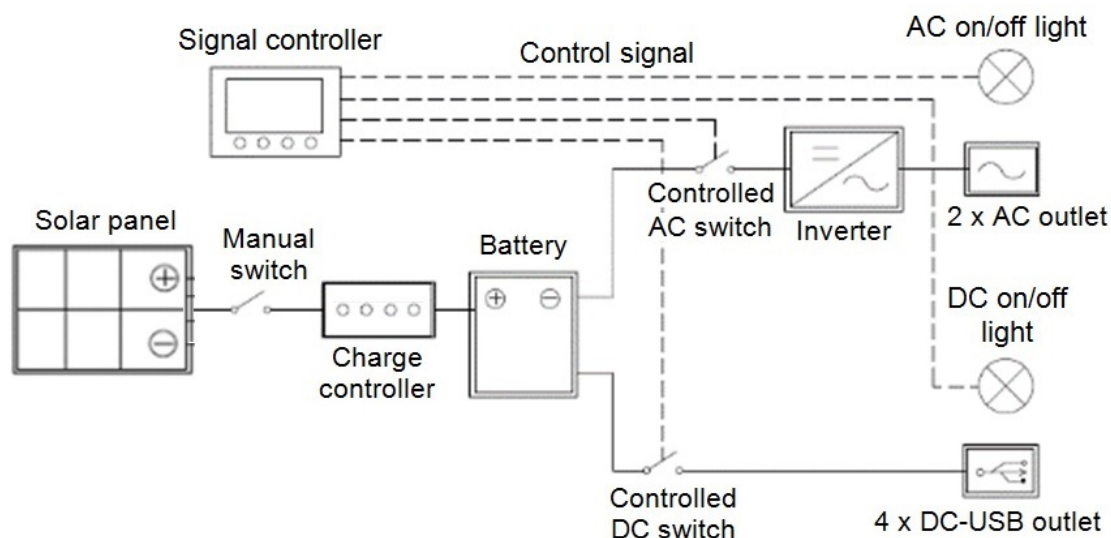 Signal controller
Control signal
AC on/off light
Controlled
AC switch
Inverter
2 x AC outlet
Solar panel
Manual
switch
Battery
Charge
controller
DC on/off
light
Controlled
DC switch
4 x DC-USB outlet